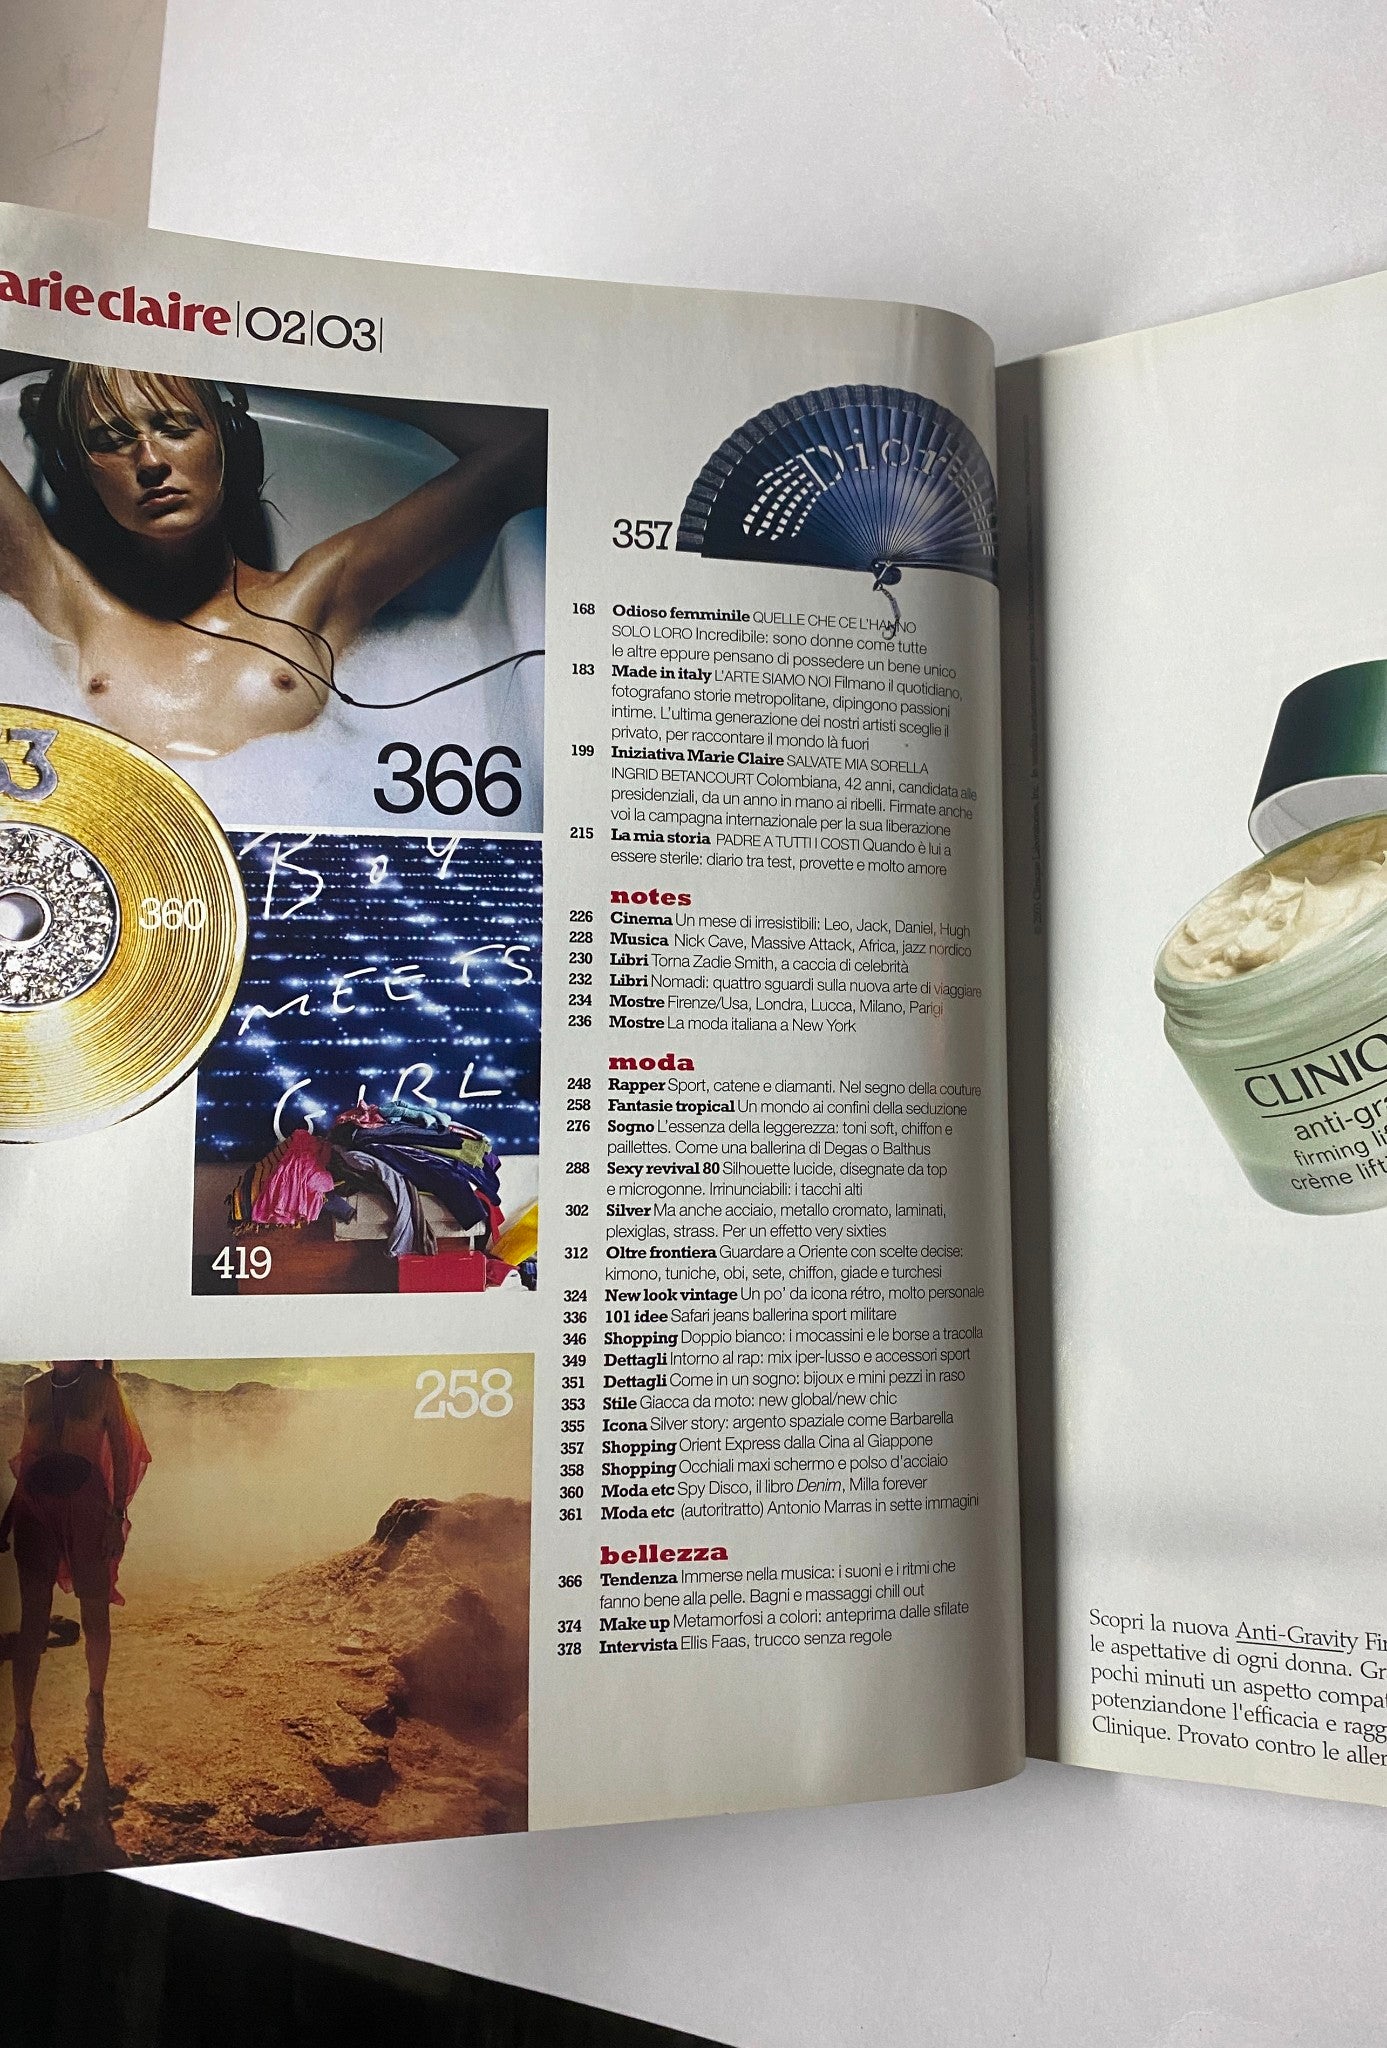 arie claire |02|03|
366
360
BOY
MEETS
GIRL
419
258
Dior
357
168 Odioso femminile QUELLE CHE CE L'HANNO
SOLO LORO Incredibile: sono donne come tutte
le altre eppure pensano di possedere un bene unico
183 Made in italy L'ARTE SIAMO NOI Filmano il quotidiano,
fotografano storie metropolitane, dipingono passioni
intime. L'ultima generazione dei nostri artisti sceglie il
privato, per raccontare il mondo là fuori
199 Iniziativa Marie Claire SALVATE MIA SORELLA
INGRID BETANCOURT Colombiana, 42 anni, candidata alle
presidenziali, da un anno in mano ai ribelli. Firmate anche
voi la campagna internazionale per la sua liberazione
215 La mia storia PADRE A TUTTI I COSTI Quando è lui a
essere sterile: diario tra test, provette e molto amore
notes
226 Cinema Un mese di irresistibili: Leo, Jack, Daniel, Hugh
228 Musica Nick Cave, Massive Attack, Africa, jazz nordico
230 Libri Torna Zadie Smith, a caccia di celebrità
232 Libri Nomadi: quattro sguardi sulla nuova arte di viaggiare
234 Mostre Firenze/Usa, Londra, Lucca, Milano, Parigi
236 Mostre La moda italiana a New York
moda
248 Rapper Sport, catene e diamanti. Nel segno della couture
258 Fantasie tropical Un mondo ai confini della seduzione
276 Sogno L'essenza della leggerezza: toni soft, chiffon e
paillettes. Come una ballerina di Degas o Balthus
288 Sexy revival 80 Silhouette lucide, disegnate da top
e microgonne. Irrinunciabili: i tacchi alti
302 Silver Ma anche acciaio, metallo cromato, laminati,
plexiglas, strass. Per un effetto very sixties
312 Oltre frontiera Guardare a Oriente con scelte decise:
kimono, tuniche, obi, sete, chiffon, giade e turchesi
324 New look vintage Un po' da icona rétro, molto personale
336 101 idee Safari jeans ballerina sport militare
346 Shopping Doppio bianco: i mocassini e le borse a tracolla
349 Dettagli Intorno al rap: mix iper-lusso e accessori sport
351 Dettagli Come in un sogno: bijoux e mini pezzi in raso
353 Stile Giacca da moto: new global/new chic
355 Icona Silver story: argento spaziale come Barbarella
357 Shopping Orient Express dalla Cina al Giappone
358 Shopping Occhiali maxi schermo e polso d'acciaio
360 Moda etc Spy Disco, il libro Denim, Milla forever
361 Moda etc (autoritratto) Antonio Marras in sette immagini
bellezza
366 Tendenza Immerse nella musica: i suoni e i ritmi che
fanno bene alla pelle. Bagni e massaggi chill out
374 Make up Metamorfosi a colori: anteprima dalle sfilate
378 Intervista Ellis Faas, trucco senza regole
CLINIQ
anti-gra
firming lif
crème lift
Scopri la nuova Anti-Gravity Fir
le aspettative di ogni donna. Gr
pochi minuti un aspetto compat
potenziandone l'efficacia e ragg
Clinique. Provato contro le aller